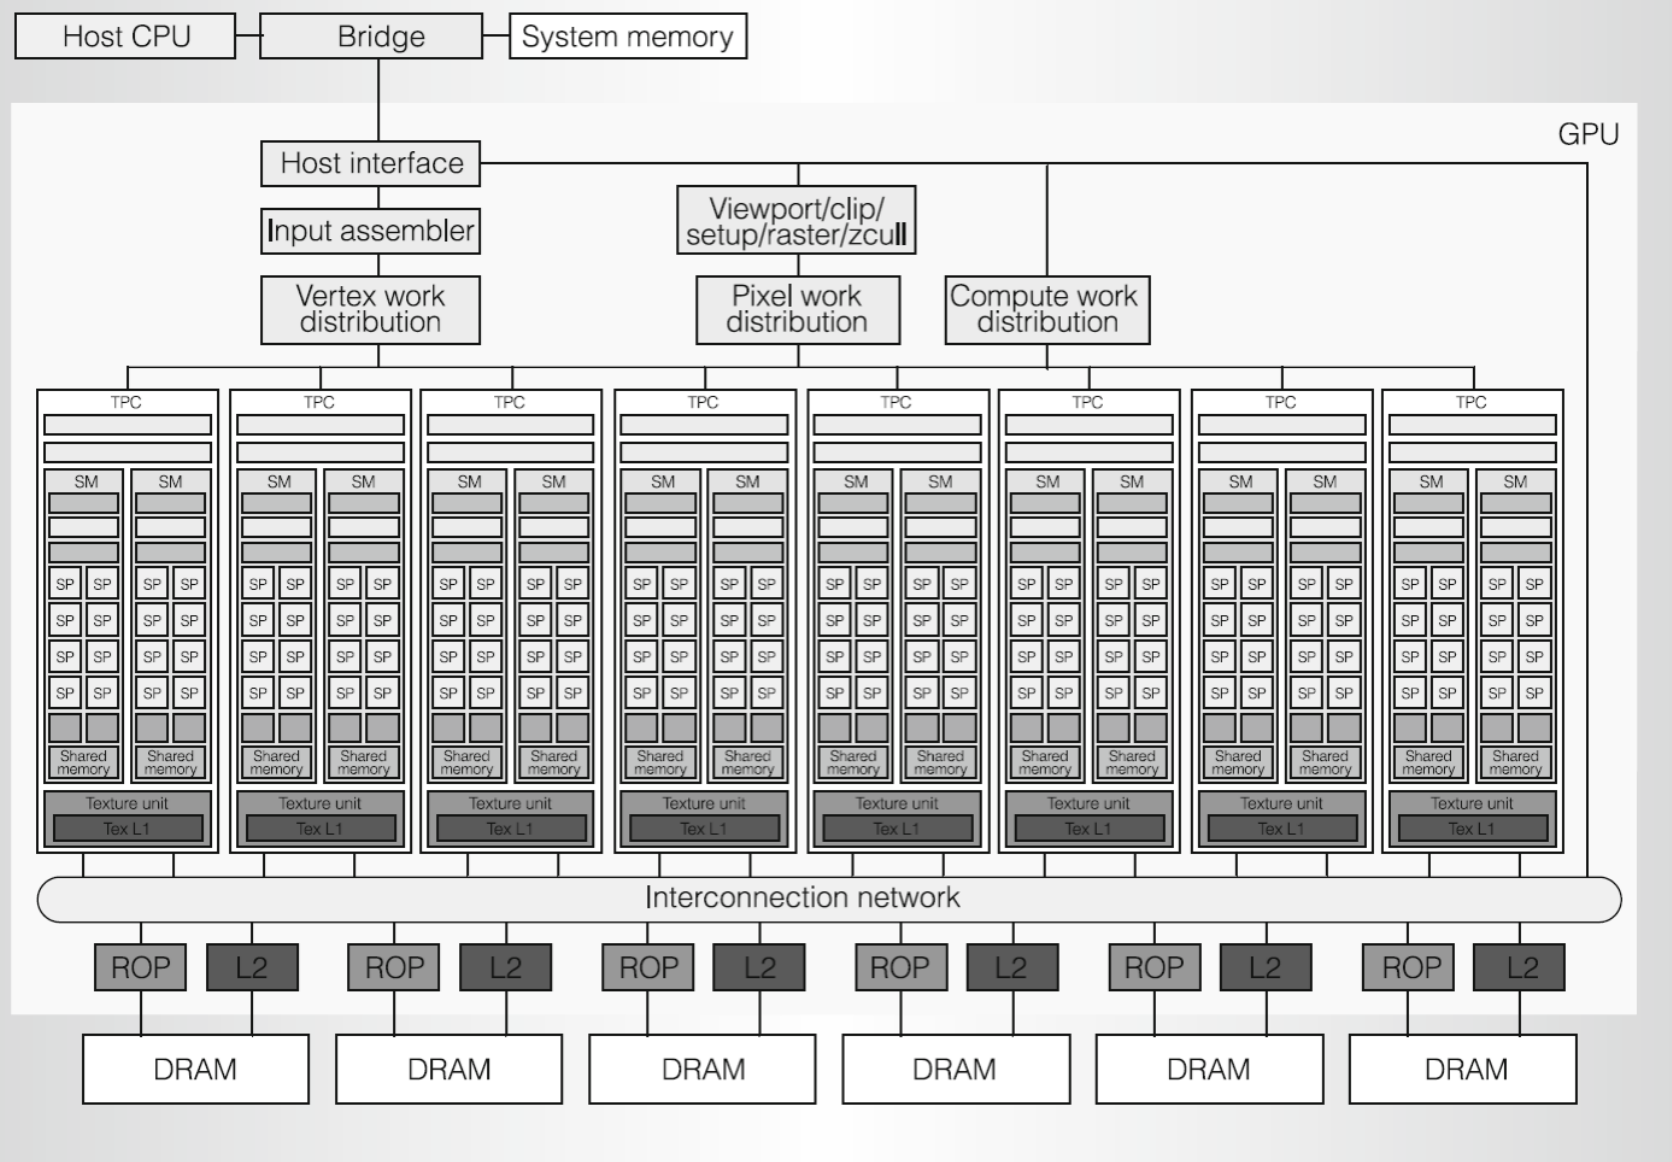 Host CPU
Bridge
System memory
GPU
Host interface
Input assembler
Viewport/clip/
setup/raster/zcull
Vertex work
distribution
Pixel work
distribution
Compute work
distribution
TPC TPC TPC TPC TPC TPC TPC TPC
SM SM SM SM SM SM SM SM SM SM SM SM SM SM SM SM
SP SP SP SP SP SP SP SP SP SP SP SP SP SP SP SP SP SP SP SP SP SP SP SP SP SP SP SP SP SP SP SP
SP SP SP SP SP SP SP SP SP SP SP SP SP SP SP SP SP SP SP SP SP SP SP SP SP SP SP SP SP SP SP SP
SP SP SP SP SP SP SP SP SP SP SP SP SP SP SP SP SP SP SP SP SP SP SP SP SP SP SP SP SP SP SP SP
SP SP SP SP SP SP SP SP SP SP SP SP SP SP SP SP SP SP SP SP SP SP SP SP SP SP SP SP SP SP SP SP
Shared Shared Shared Shared Shared Shared Shared Shared Shared Shared Shared Shared Shared Shared Shared Shared
memory memory memory memory memory memory memory memory memory memory memory memory memory memory memory memory
Texture unit Texture unit Texture unit Texture unit Texture unit Texture unit Texture unit Texture unit
Tex L1 Tex L1 Tex L1 Tex L1 Tex L1 Tex L1 Tex L1 Tex L1
Interconnection network
ROP L2 ROP L2 ROP L2 ROP L2 ROP L2 ROP L2
DRAM DRAM DRAM DRAM DRAM DRAM